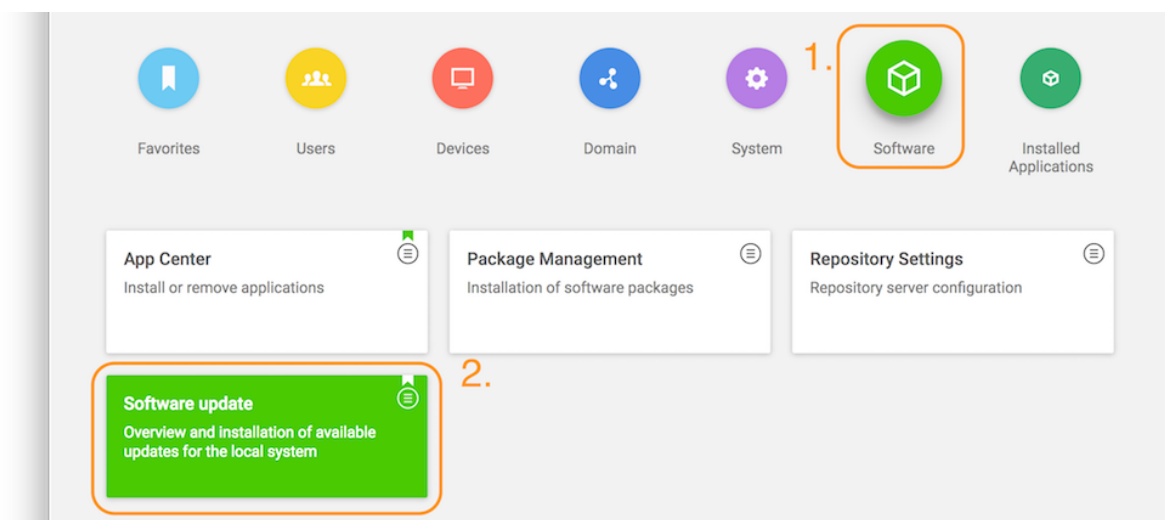 1.
Favorites
Users
Devices
Domain
System
Software
Installed
Applications
App Center
Install or remove applications
Package Management
Installation of software packages
Repository Settings
Repository server configuration
2.
Software update
Overview and installation of available
updates for the local system